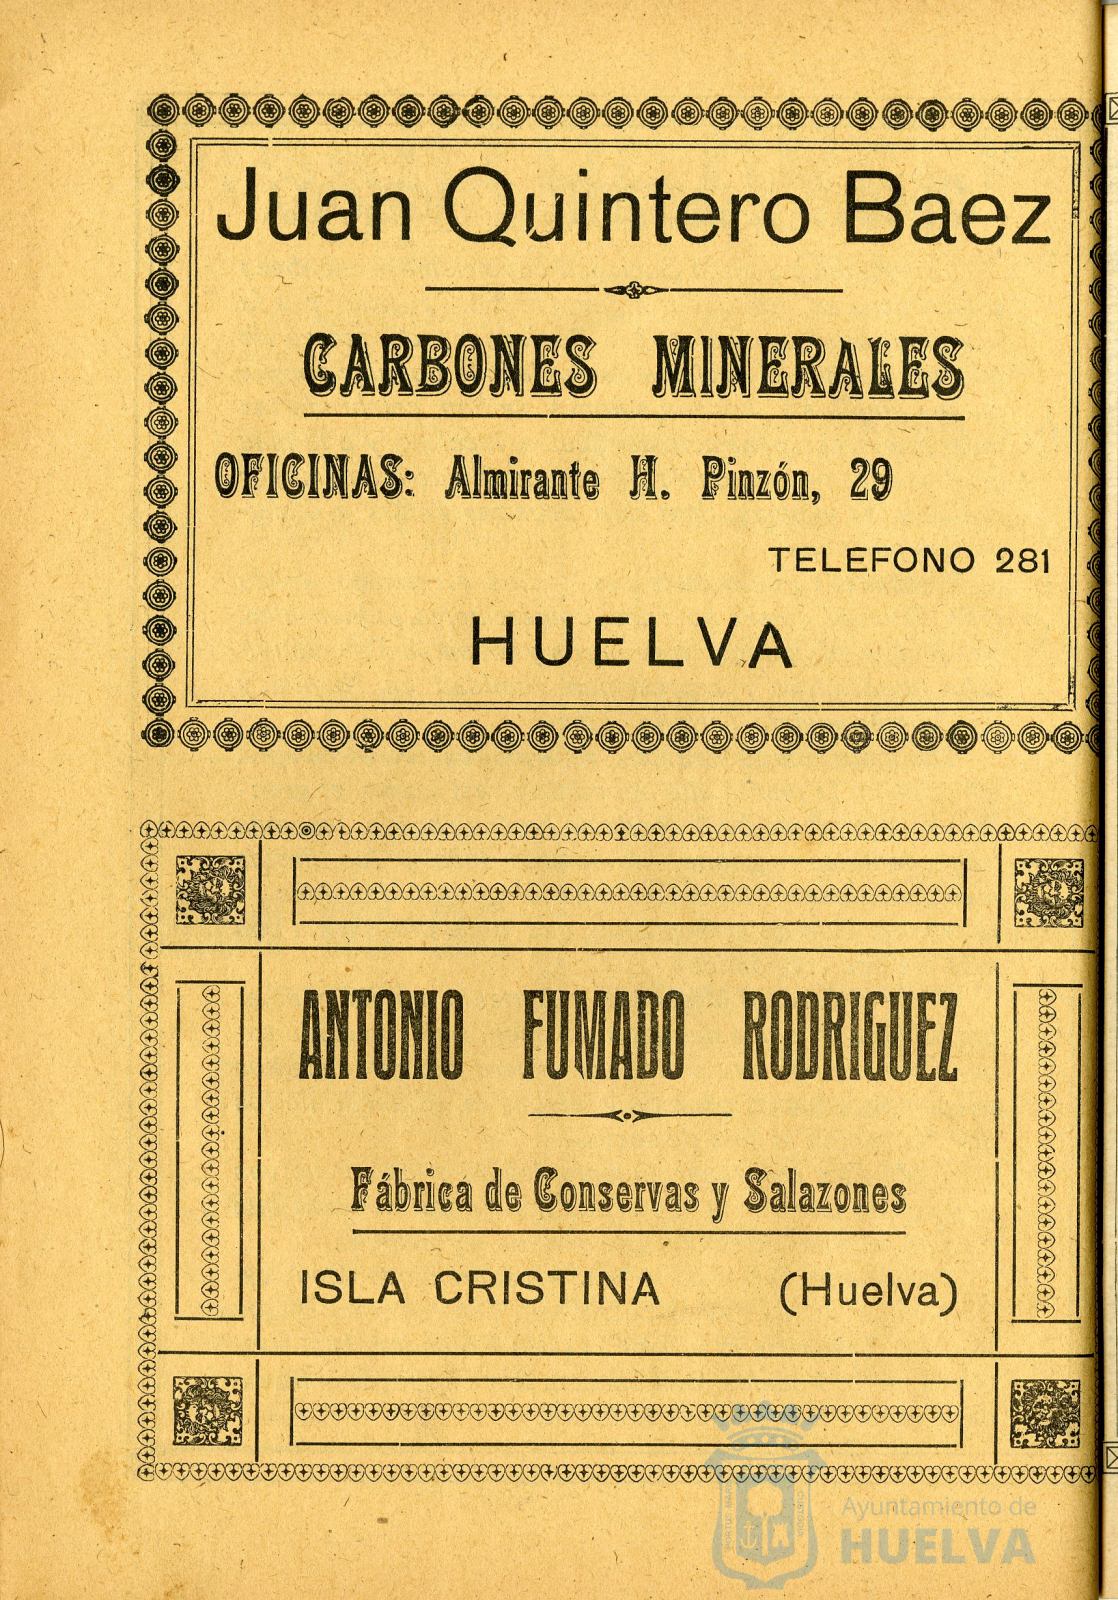 Juan Quintero Baez
CARBONES MINERALES
OFICINAS: Almirante H. Pinzón, 29
TELEFONO 281
HUELVA
ANTONIO FUMADO RODRIGUEZ
Fábrica de Conservas y Salazones
ISLA CRISTINA (Huelva)
Ayuntamiento de
HUELVA